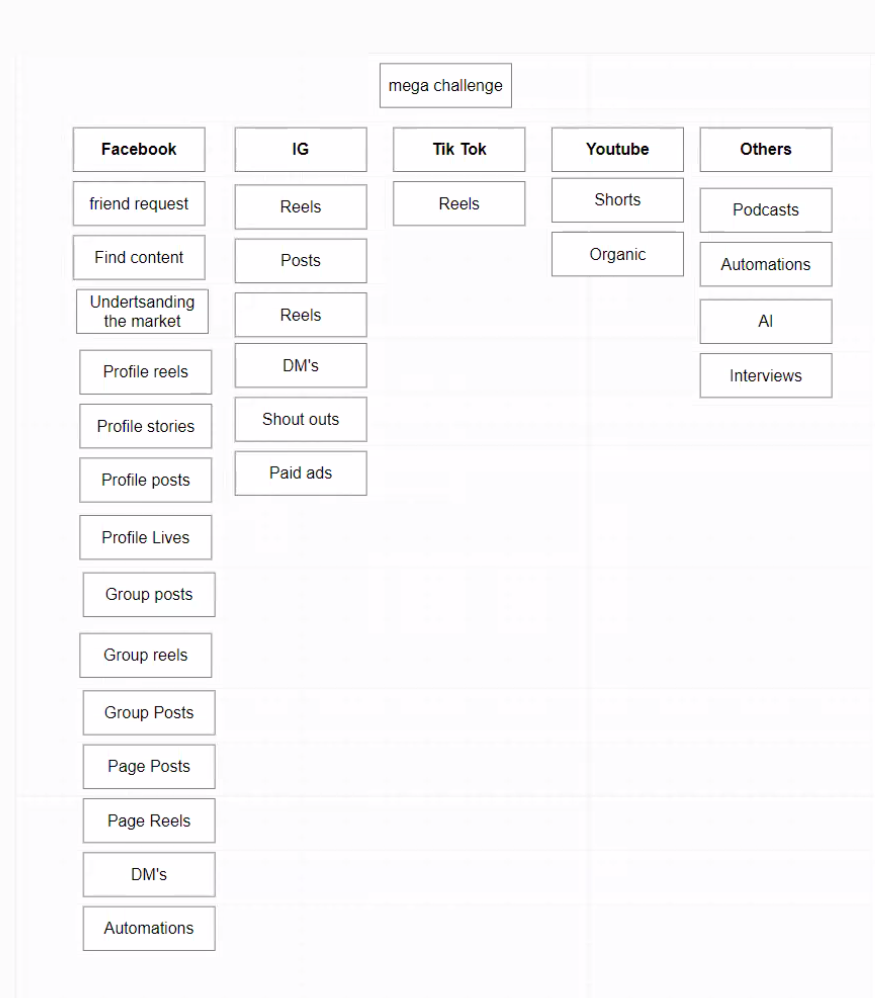 mega challenge
Facebook
friend request
Find content
Undertsanding
the market
Profile reels
Profile stories
Profile posts
Profile Lives
Group posts
Group reels
Group Posts
Page Posts
Page Reels
DM's
Automations
IG
Reels
Posts
Reels
DM's
Shout outs
Paid ads
Tik Tok
Reels
Youtube
Shorts
Organic
Others
Podcasts
Automations
AI
Interviews